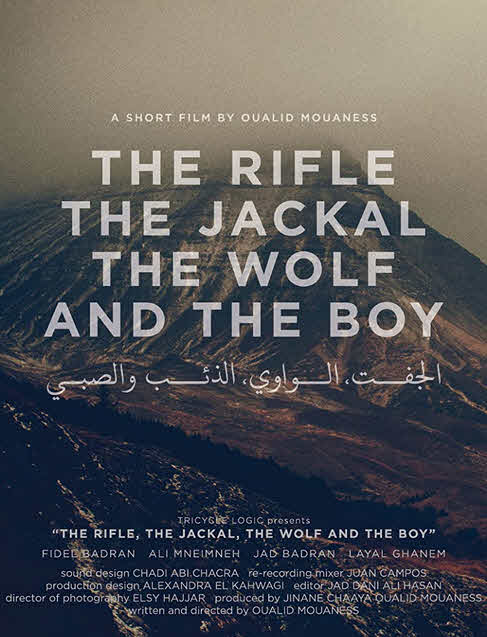 A SHORT FILM BY OUALID MOUANESS
THE RIFLE
THE JACKAL
THE WOLF
AND THE BOY
الجفت، الواوي، الذئب والصبي
TRICYCLE LOGIC presents
“THE RIFLE, THE JACKAL, THE WOLF AND THE BOY”
FIDEL BADRAN ALI MNEIMNEH JAD BADRAN LAYAL GHANEM
sound design CHADI ABI.CHACRA re-recording mixer JUAN CAMPOS
production design ALEXANDRA EL KAHWAGI editor JAD DANI ALI HASAN
director of photography ELSY HAJJAR produced by JINANE CHAAYA OUALID MOUANESS
written and directed by OUALID MOUANESS